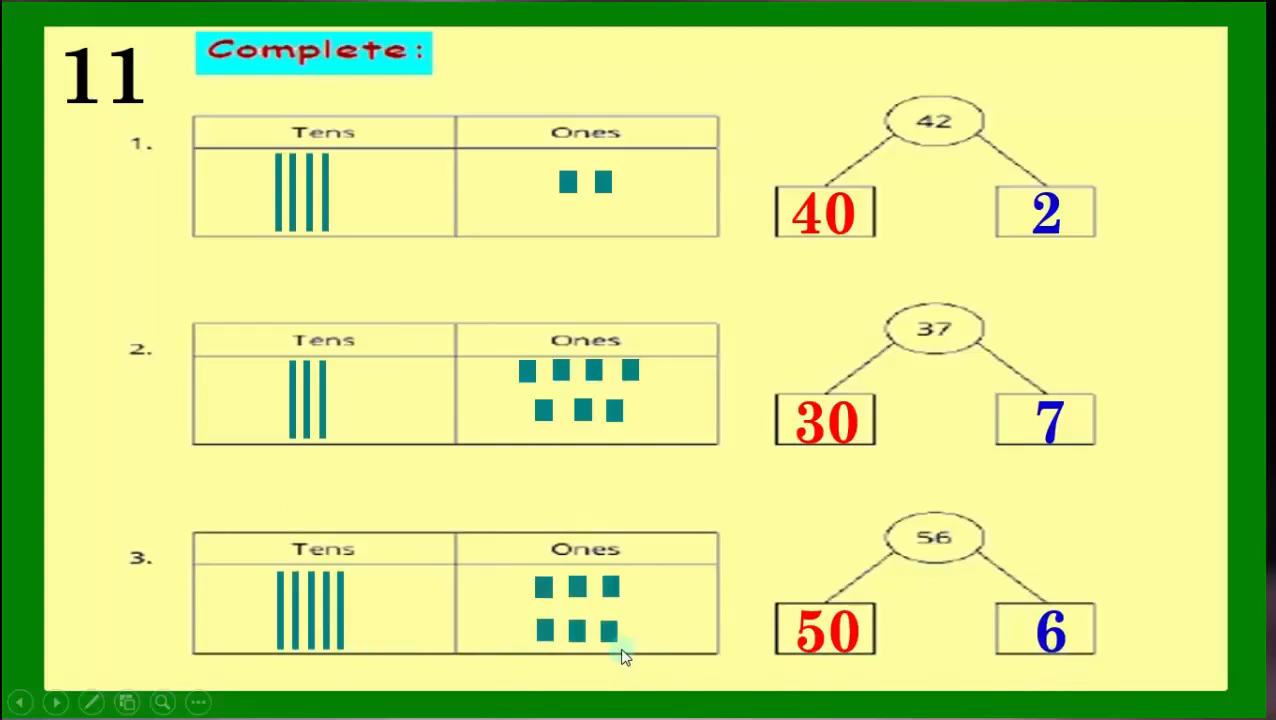 11
Complete:
1.
Tens Ones
42
40 2
2.
Tens Ones
37
30 7
3.
Tens Ones
56
50 6